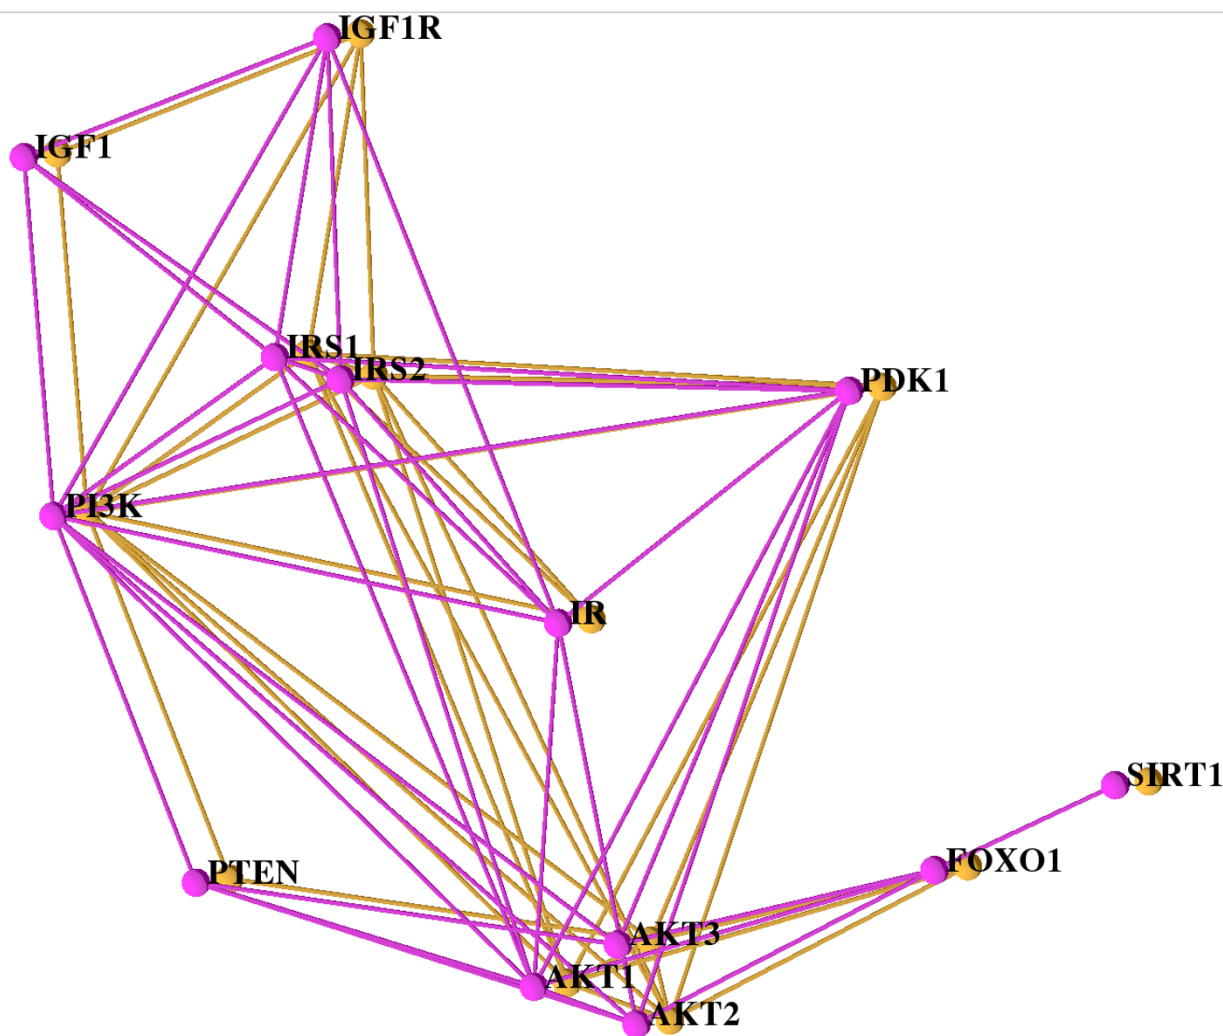 IGF1R
IGF1
IRS1
IRS2
PDK1
PI3K
IR
SIRT1
FOXO1
PTEN
AKT3
AKT1
AKT2